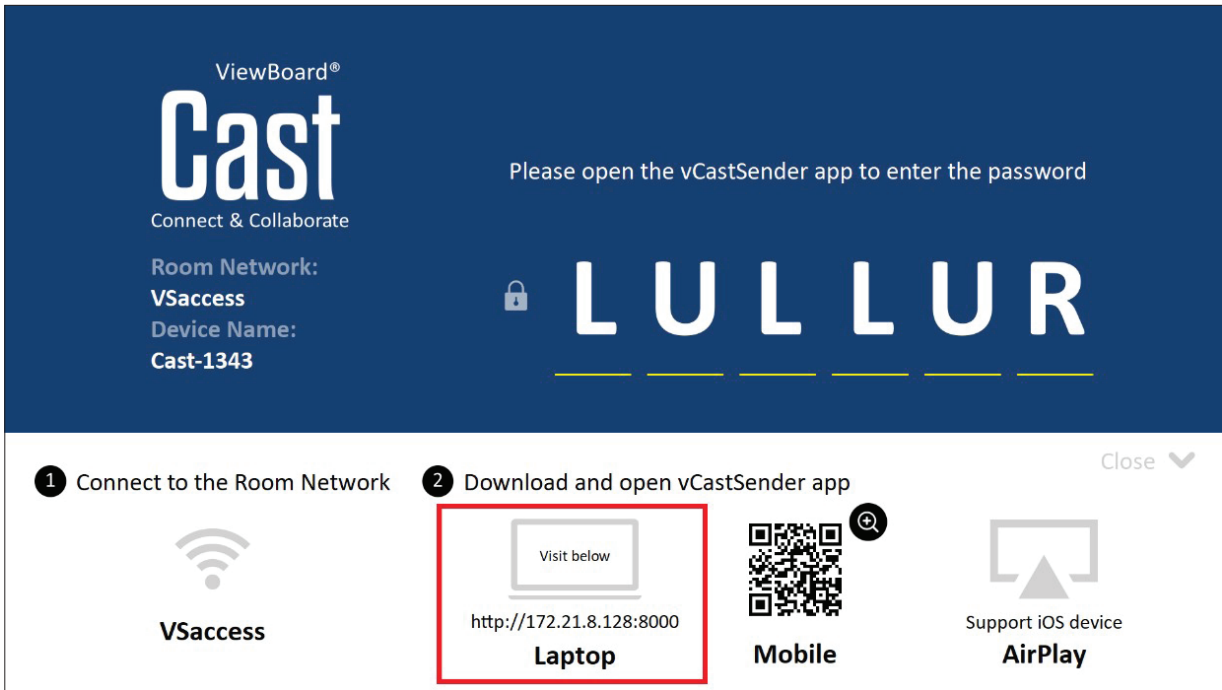 ViewBoard®
Cast
Connect & Collaborate
Room Network:
VSaccess
Device Name:
Cast-1343
Please open the vCastSender app to enter the password
L U L L U R
Close
1 Connect to the Room Network
VSaccess
2 Download and open vCastSender app
Visit below
http://172.21.8.128:8000
Laptop
Mobile
Support iOS device
AirPlay